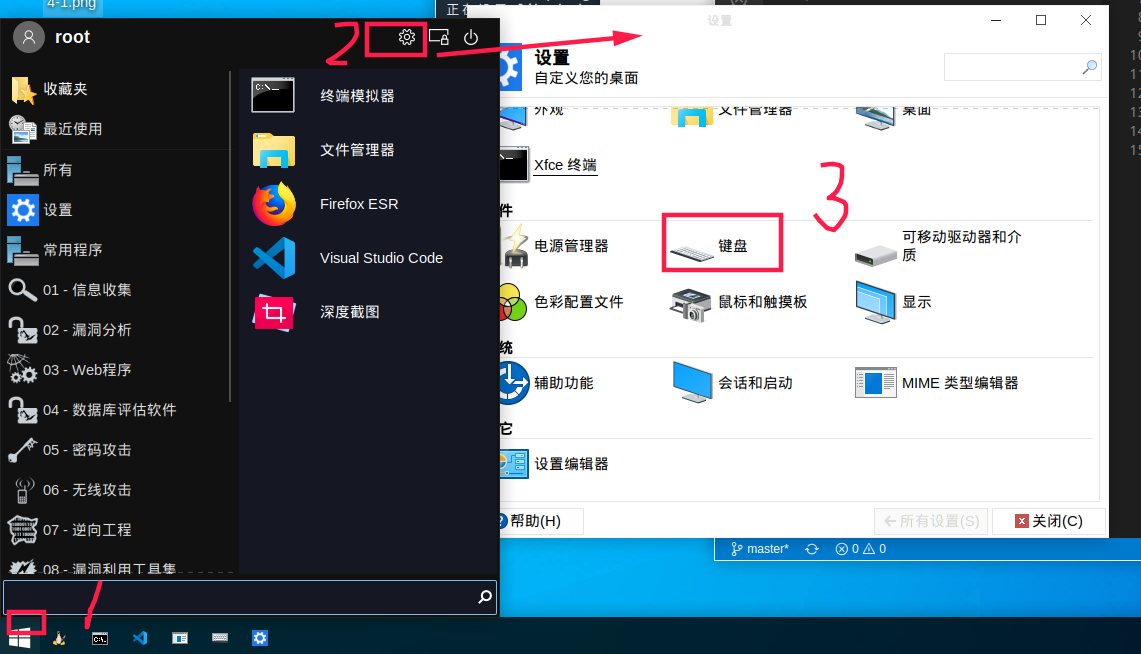 4-1.png
root
2
收藏夹
最近使用
所有
设置
常用程序
01 - 信息收集
02 - 漏洞分析
03 - Web程序
04 - 数据库评估软件
05 - 密码攻击
06 - 无线攻击
07 - 逆向工程
08 - 漏洞利用工具集
终端模拟器
文件管理器
Firefox ESR
Visual Studio Code
深度截图
1
设置
设置
自定义您的桌面
外观
文件管理器
桌面
Xfce 终端
件
电源管理器
键盘
3
可移动驱动器和介
质
色彩配置文件
鼠标和触摸板
显示
统
辅助功能
会话和启动
MIME 类型编辑器
它
设置编辑器
帮助(H)
所有设置(S)
关闭(C)
master*
0
0